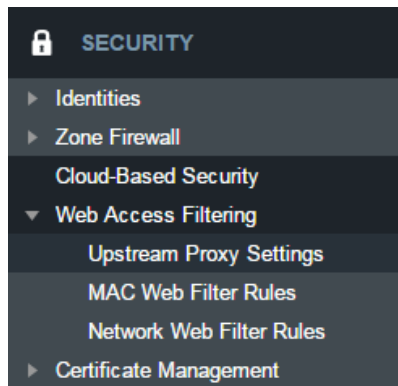 SECURITY
Identities
Zone Firewall
Cloud-Based Security
Web Access Filtering
Upstream Proxy Settings
MAC Web Filter Rules
Network Web Filter Rules
Certificate Management